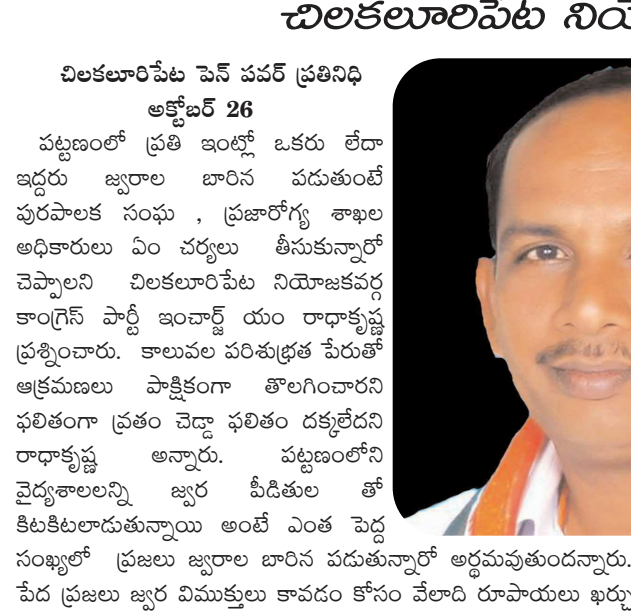 చిలకలూరిపేట
చిలకలూరిపేట పెన్ పవర్ ప్రతినిధి
అక్టోబర్ 26
పట్టణంలో ప్రతి ఇంట్లో ఒకరు లేదా
ఇద్దరు జ్వరాల బారిన పడుతుంటే
పురపాలక సంఘ , ప్రజారోగ్య శాఖల
అధికారులు ఏం చర్యలు తీసుకున్నారో
చెప్పాలని చిలకలూరిపేట నియోజకవర్గ
కాంగ్రెస్ పార్టీ ఇంచార్జ్ యం రాధాకృష్ణ
ప్రశ్నించారు. కాలువల పరిశుభ్రత పేరుతో
ఆక్రమణలు పాక్షికంగా తొలగించారని
ఫలితంగా వ్రతం చెడ్డా ఫలితం దక్కలేదని
రాధాకృష్ణ అన్నారు. పట్టణంలోని
వైద్యశాలలన్ని జ్వర పీడితుల తో
కిటకిటలాడుతున్నాయి అంటే ఎంత పెద్ద
సంఖ్యలో ప్రజలు జ్వరాల బారిన పడుతున్నారో అర్థమవుతుందన్నారు.
పేద ప్రజలు జ్వర విముక్తులు కావడం కోసం వేలాది రూపాయలు ఖర్చు